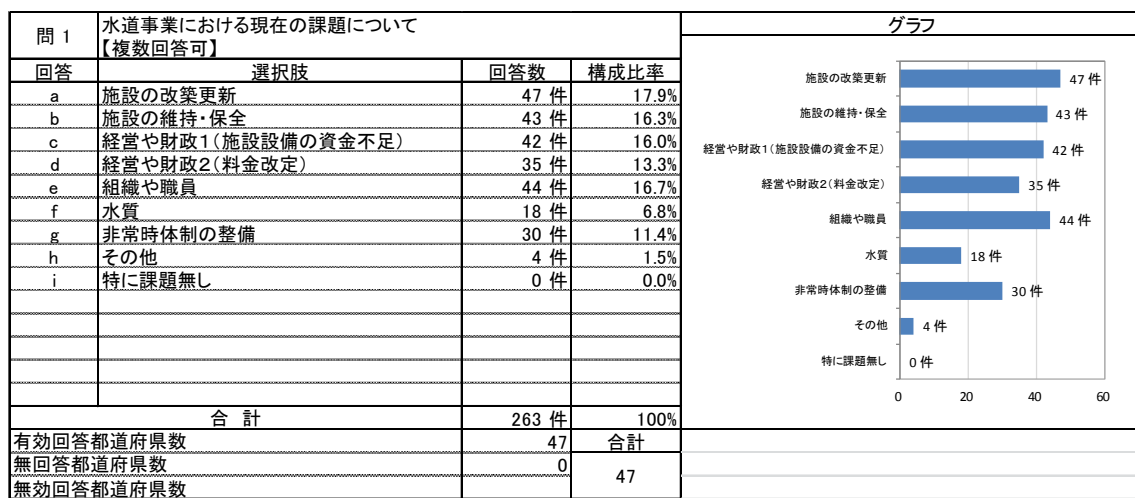 問 1 水道事業における現在の課題について
【複数回答可】
グラフ
回答 選択肢 回答数 構成比率
a 施設の改築更新 47 件 17.9%
b 施設の維持・保全 43 件 16.3%
c 経営や財政1(施設設備の資金不足) 42 件 16.0%
d 経営や財政2(料金改定) 35 件 13.3%
e 組織や職員 44 件 16.7%
f 水質 18 件 6.8%
g 非常時体制の整備 30 件 11.4%
h その他 4 件 1.5%
i 特に課題無し 0 件 0.0%
合 計 263 件 100%
有効回答都道府県数 47 合計
無回答都道府県数 0 47
無効回答都道府県数
施設の改築更新 47 件
施設の維持・保全 43 件
経営や財政1(施設設備の資金不足) 42 件
経営や財政2(料金改定) 35 件
組織や職員 44 件
水質 18 件
非常時体制の整備 30 件
その他 4 件
特に課題無し 0 件
0 20 40 60